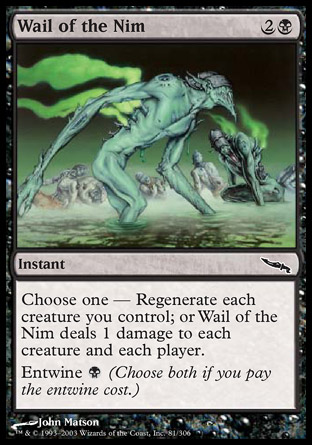 Wail of the Nim 2
Instant
Choose one — Regenerate each
creature you control; or Wail of the
Nim deals 1 damage to each
creature and each player.
Entwine (Choose both if you pay
the entwine cost.)
John Matson
™ & © 1993-2003 Wizards of the Coast, Inc. 81/306